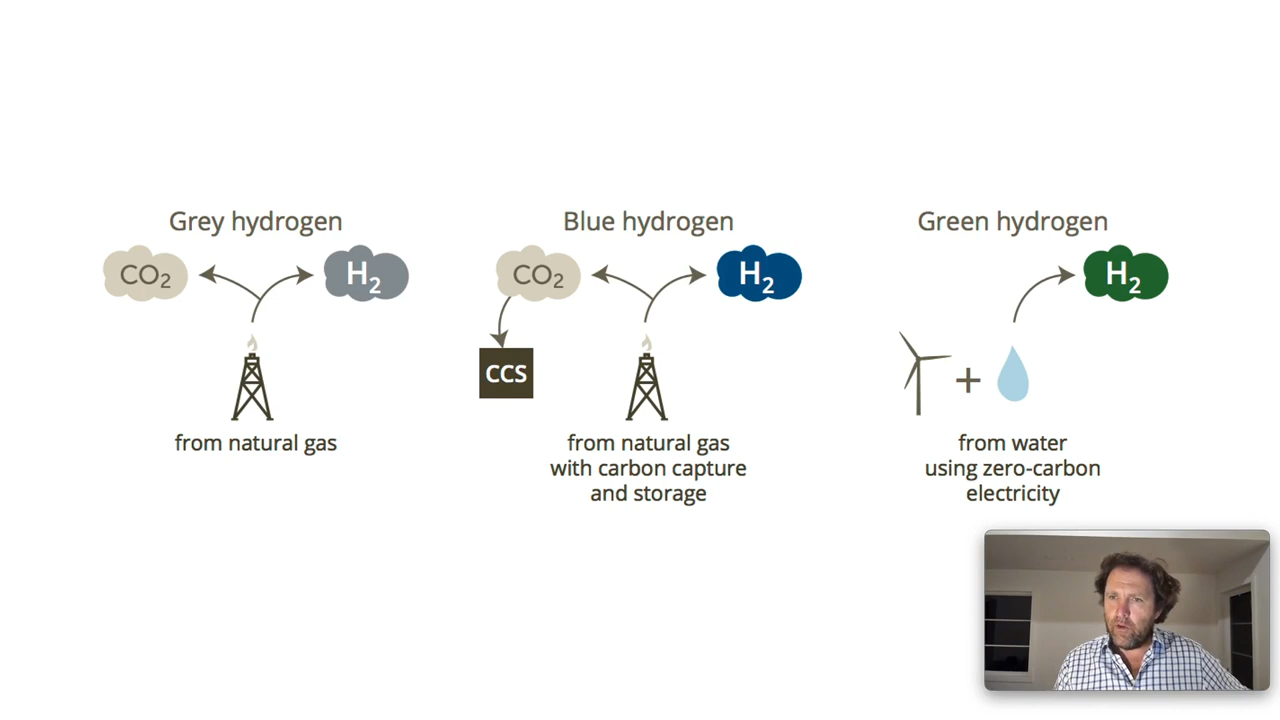 Grey hydrogen
CO₂
H₂
from natural gas
Blue hydrogen
CO₂
H₂
CCS
from natural gas
with carbon capture
and storage
Green hydrogen
H₂
+
from water
using zero-carbon
electricity